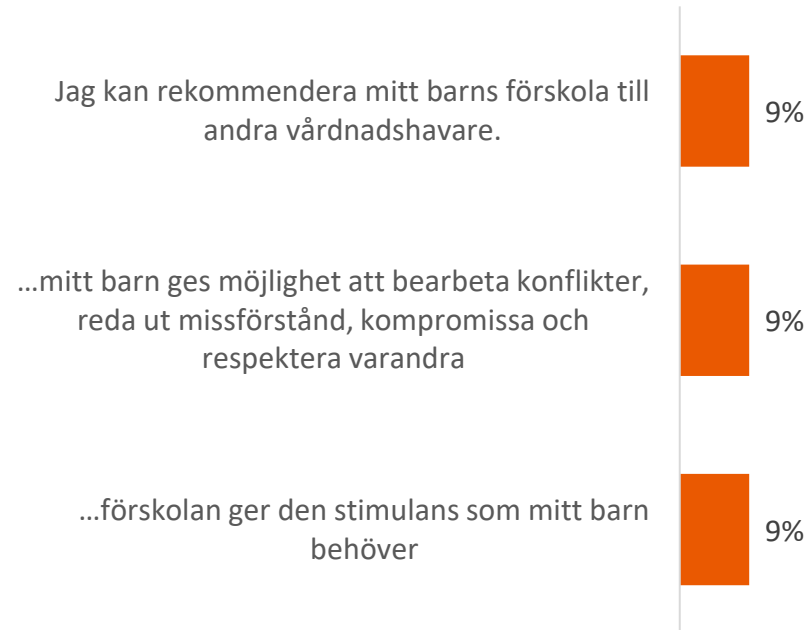 Jag kan rekommendera mitt barns förskola till
andra vårdnadshavare.
9%
…mitt barn ges möjlighet att bearbeta konflikter,
reda ut missförstånd, kompromissa och
respektera varandra
9%
…förskolan ger den stimulans som mitt barn
behöver
9%